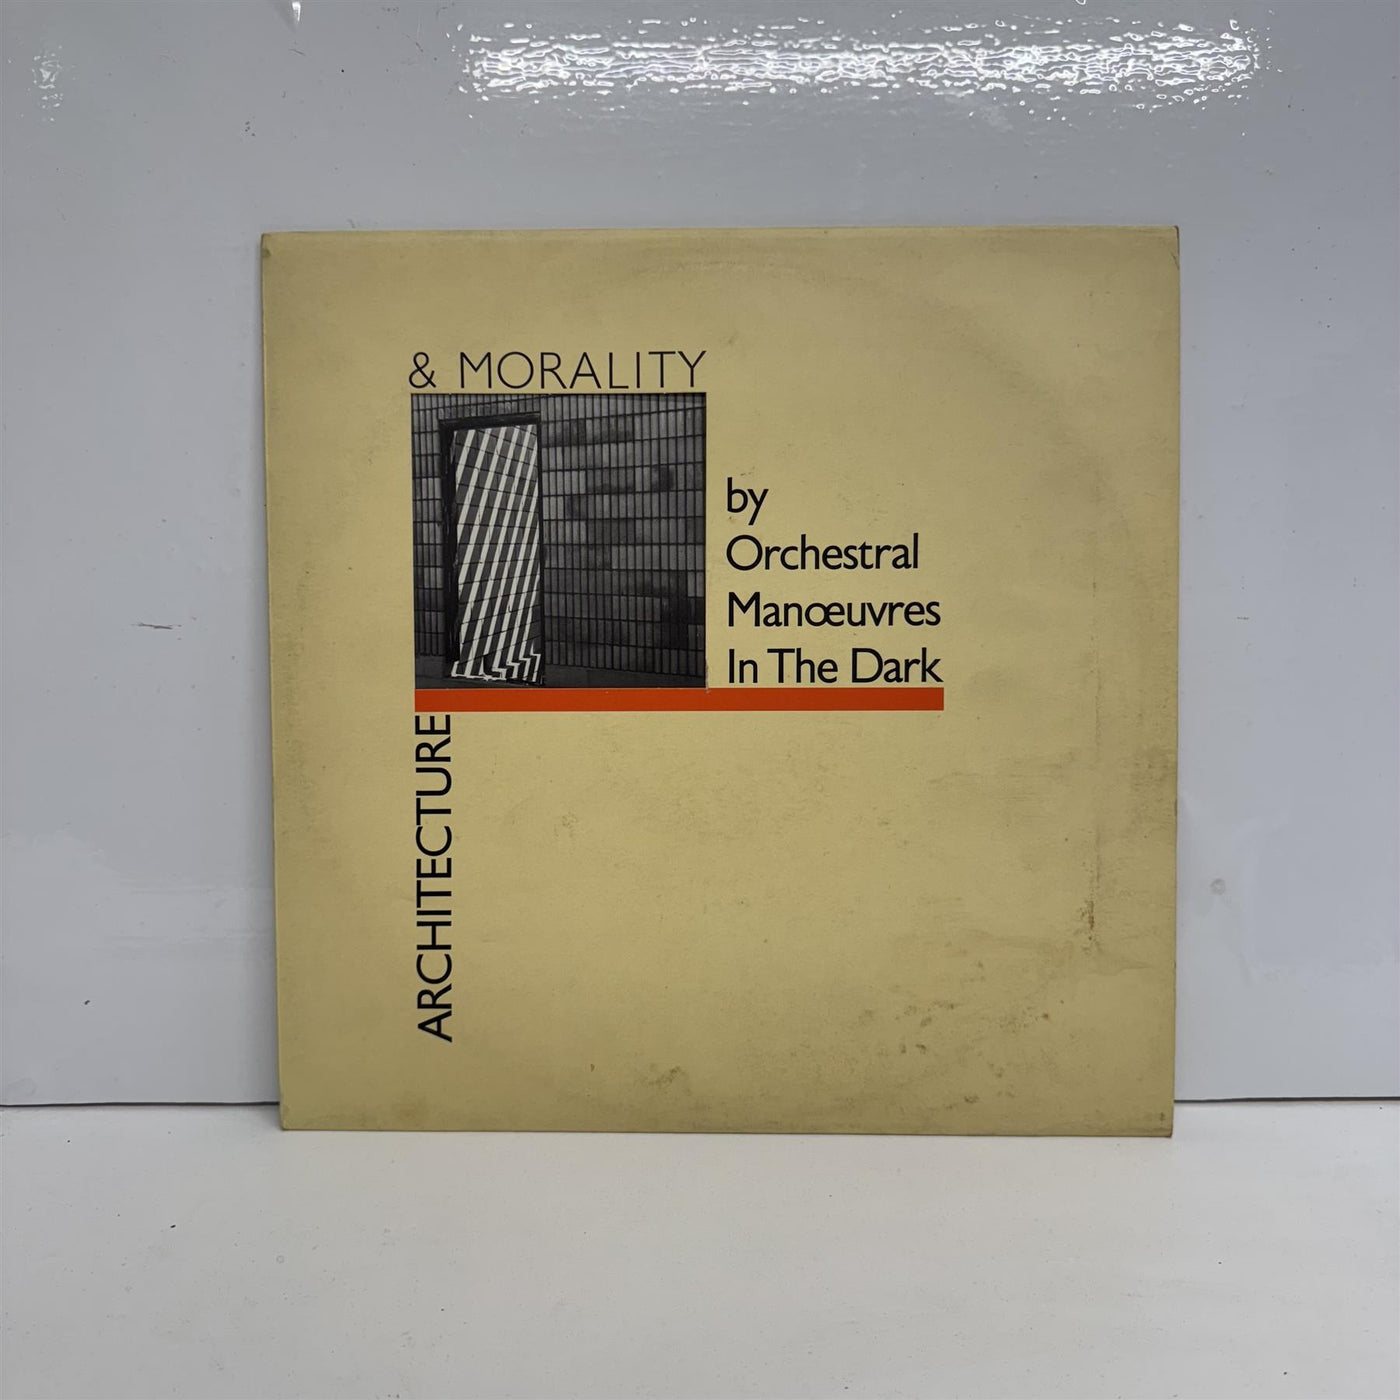 & MORALITY
by
Orchestral
Manœuvres
In The Dark
ARCHITECTURE